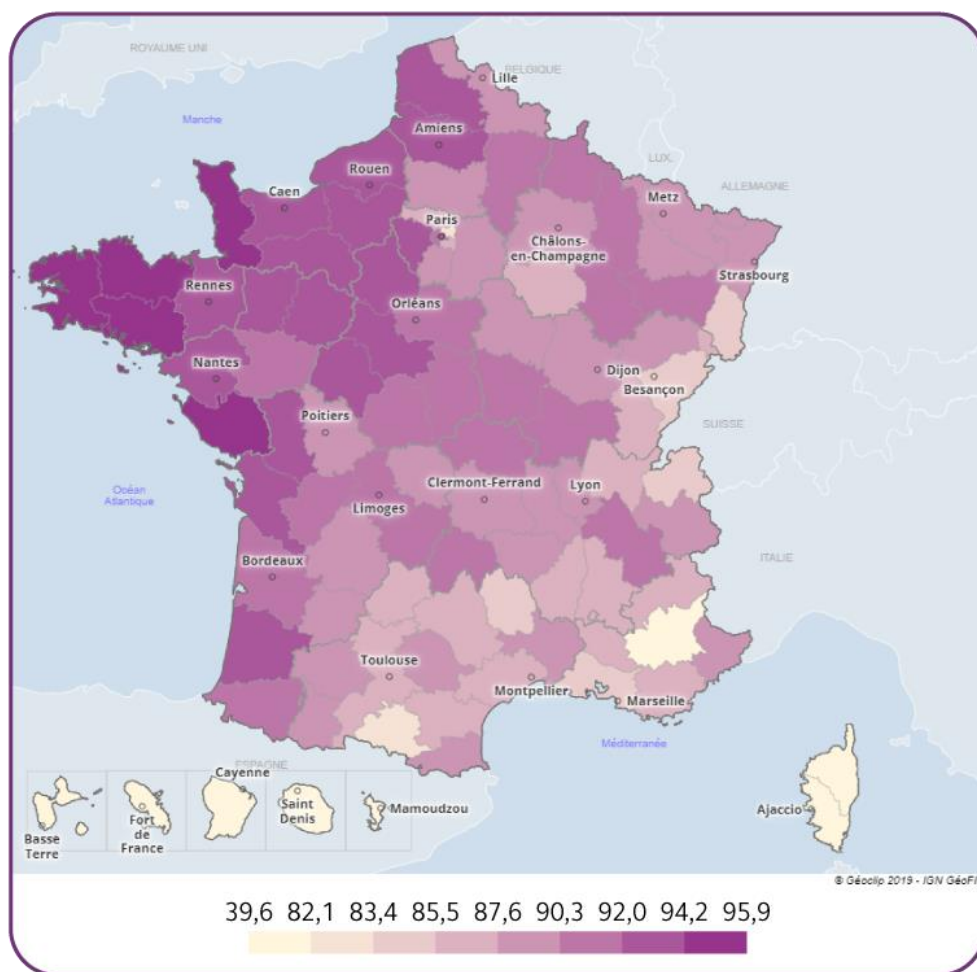 ROYAUME UNI
BELGIQUE
Lille
Manche
Amiens
LUX.
ALLEMAGNE
Rouen
Metz
Caen
Paris
Châlons-
en-Champagne
Strasbourg
Rennes
Orléans
Nantes
Dijon
Besançon
Poitiers
SUISSE
Océan
Atlantique
Clermont-Ferrand
Lyon
Limoges
Bordeaux
ITALIE
Toulouse
Montpellier
Marseille
Méditerranée
ESPAGNE
Cayenne
Saint
Denis
Mamoudzou
Ajaccio
Fort
de
France
Basse
Terre
© Géoclip 2019 - IGN GéoF
39,6 82,1 83,4 85,5 87,6 90,3 92,0 94,2 95,9